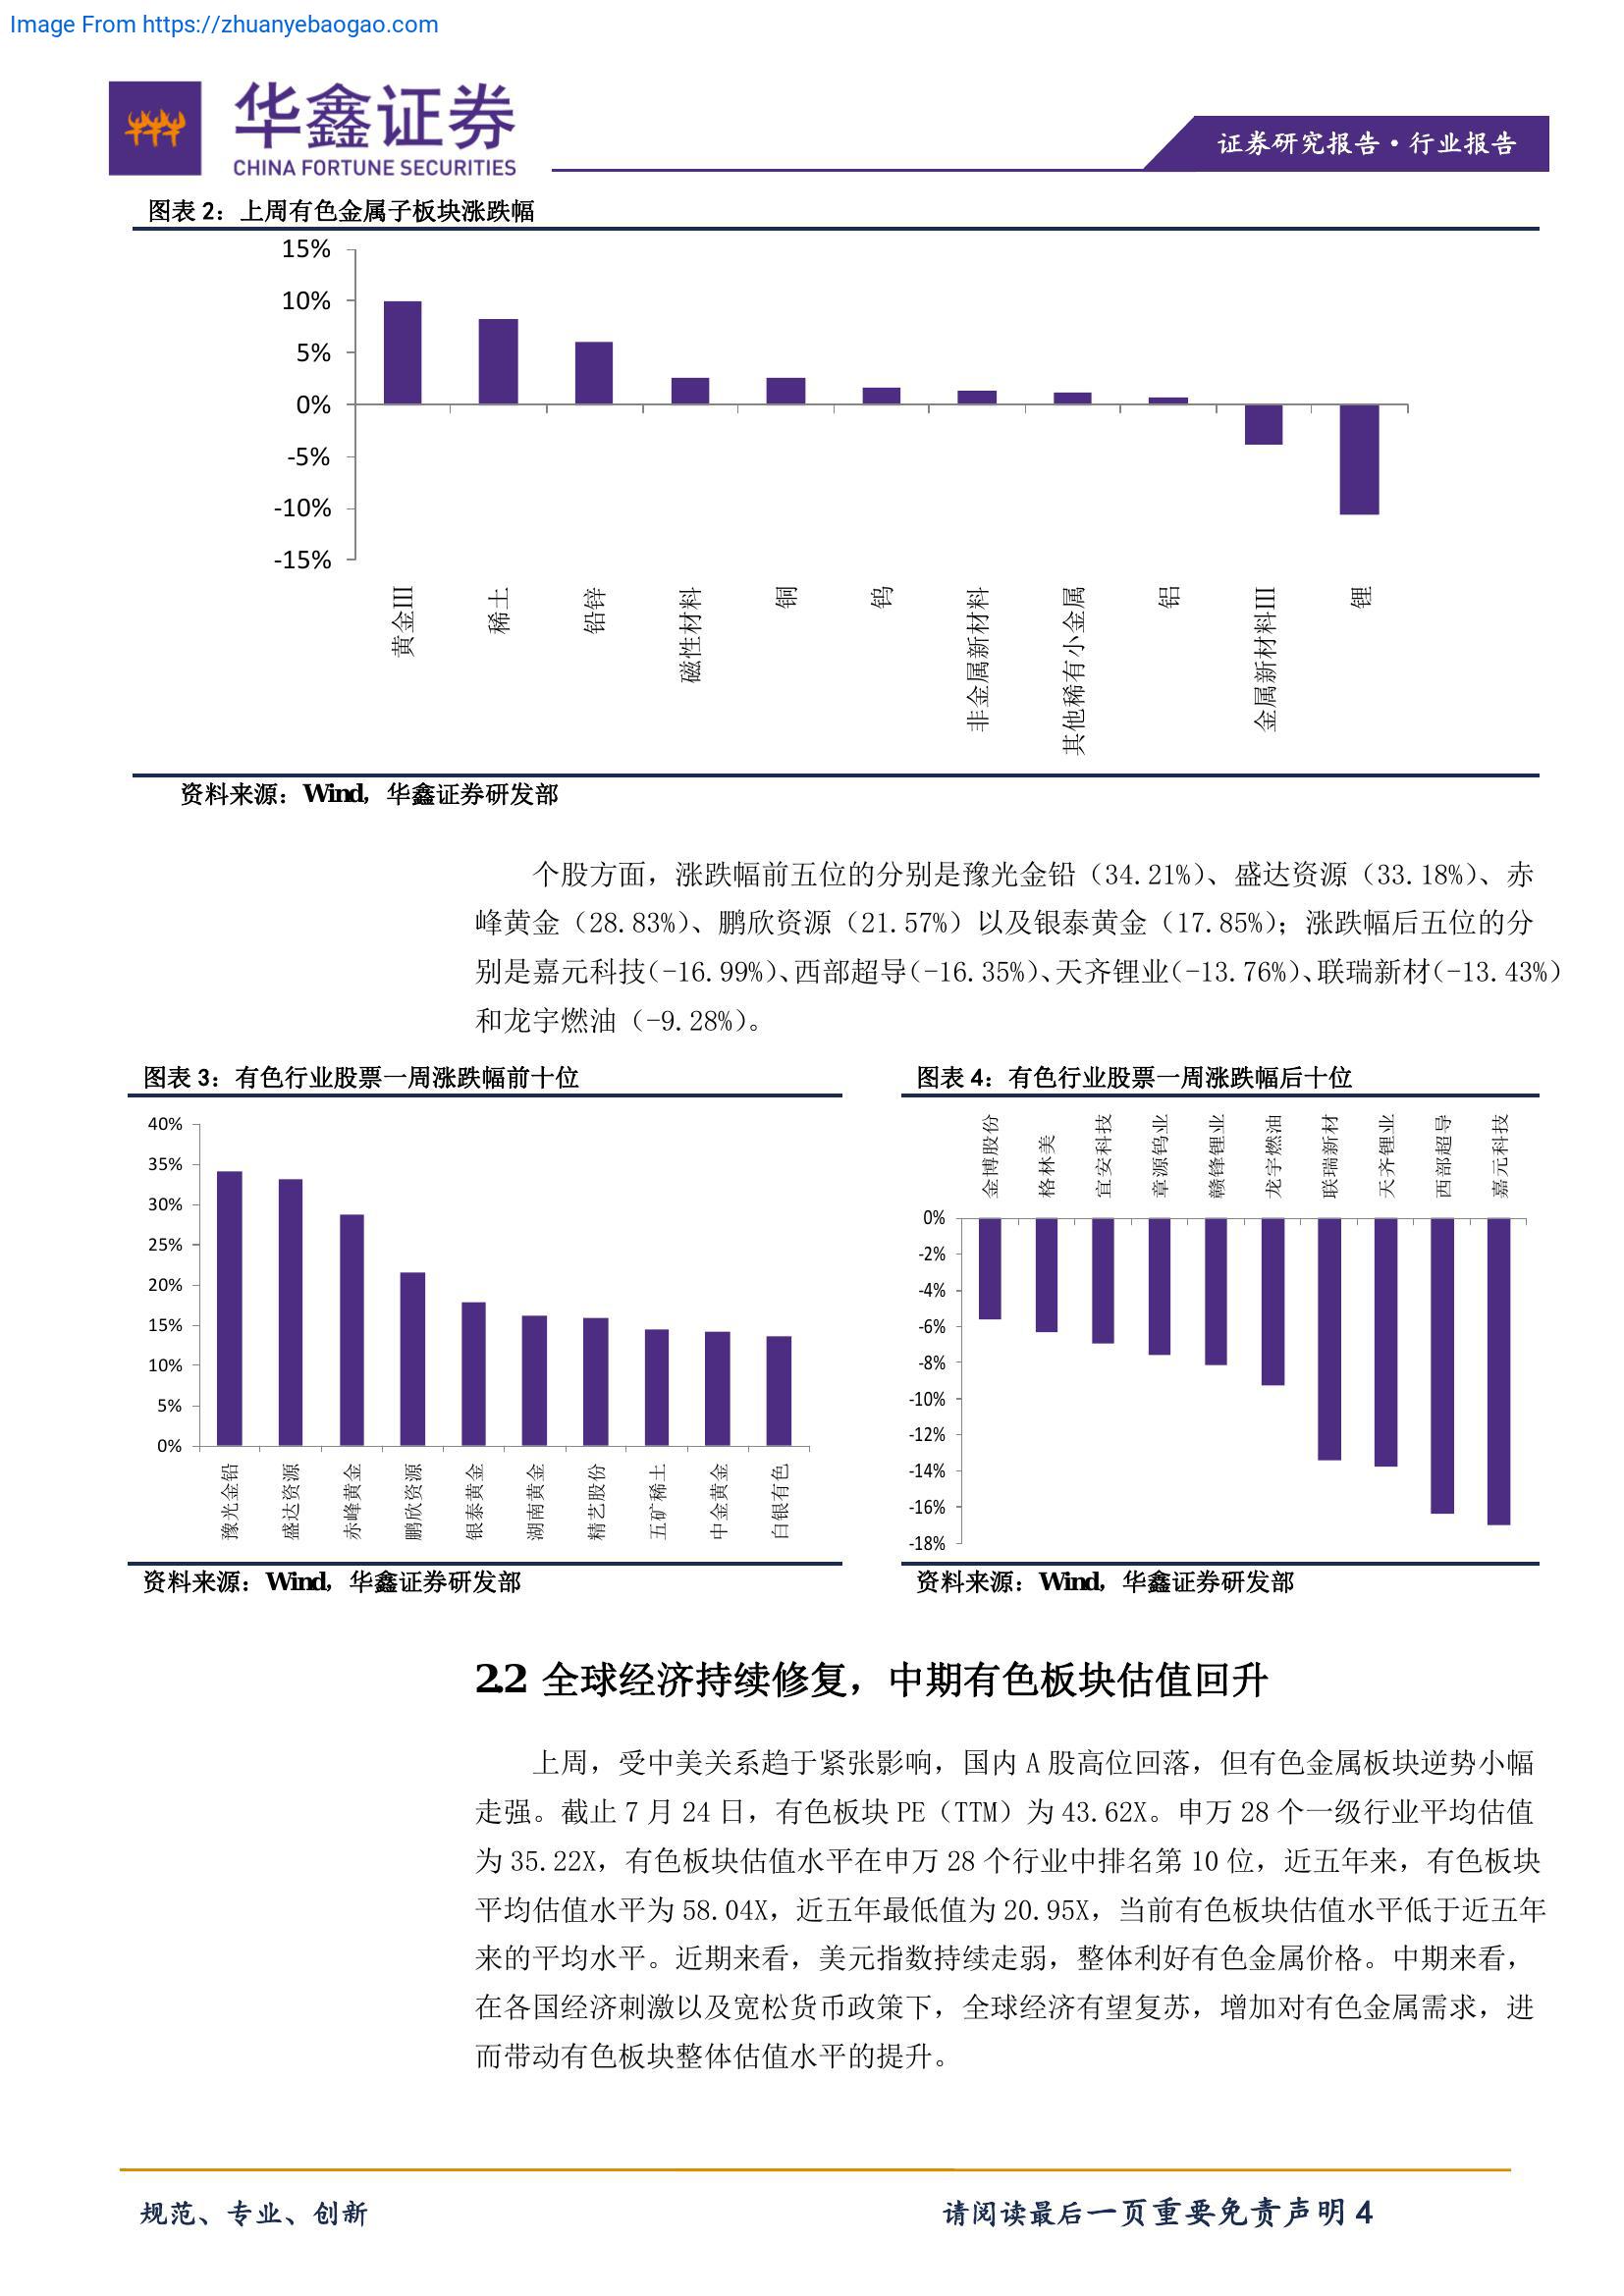 Image From https://zhuanyebaogao.com
华鑫证券
CHINA FORTUNE SECURITIES
证券研究报告·行业报告
图表 2：上周有色金属子板块涨跌幅
15%
10%
5%
0%
-5%
-10%
-15%
黄金III
稀土
铅锌
磁性材料
铜
钨
非金属新材料
其他稀有小金属
铝
金属新材料III
锂
资料来源：Wind，华鑫证券研发部
个股方面，涨跌幅前五位的分别是豫光金铅（34.21%）、盛达资源（33.18%）、赤
峰黄金（28.83%）、鹏欣资源（21.57%）以及银泰黄金（17.85%）；涨跌幅后五位的分
别是嘉元科技（-16.99%）、西部超导（-16.35%）、天齐锂业（-13.76%）、联瑞新材（-13.43%）
和龙宇燃油（-9.28%）。
图表 3：有色行业股票一周涨跌幅前十位
40%
35%
30%
25%
20%
15%
10%
5%
0%
豫光金铅
盛达资源
赤峰黄金
鹏欣资源
银泰黄金
湖南黄金
精艺股份
五矿稀土
中金黄金
白银有色
资料来源：Wind，华鑫证券研发部
图表 4：有色行业股票一周涨跌幅后十位
金博股份
格林美
宜安科技
章源钨业
赣锋锂业
龙宇燃油
联瑞新材
天齐锂业
西部超导
嘉元科技
0%
-2%
-4%
-6%
-8%
-10%
-12%
-14%
-16%
-18%
资料来源：Wind，华鑫证券研发部
2.2 全球经济持续修复，中期有色板块估值回升
上周，受中美关系趋于紧张影响，国内 A 股高位回落，但有色金属板块逆势小幅
走强。截止 7 月 24 日，有色板块 PE（TTM）为 43.62X。申万 28 个一级行业平均估值
为 35.22X，有色板块估值水平在申万 28 个行业中排名第 10 位，近五年来，有色板块
平均估值水平为 58.04X，近五年最低值为 20.95X，当前有色板块估值水平低于近五年
来的平均水平。近期来看，美元指数持续走弱，整体利好有色金属价格。中期来看，
在各国经济刺激以及宽松货币政策下，全球经济有望复苏，增加对有色金属需求，进
而带动有色板块整体估值水平的提升。
规范、专业、创新
请阅读最后一页重要免责声明 4